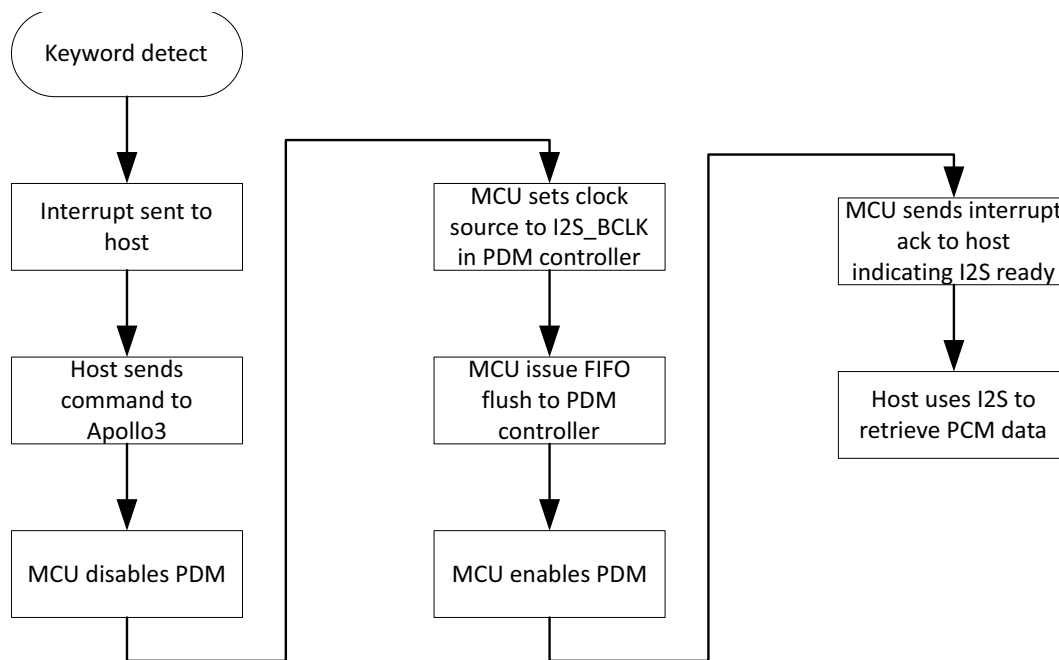 Keyword detect
Interrupt sent to
host
Host sends
command to
Apollo3
MCU disables PDM
MCU sets clock
source to I2S_BCLK
in PDM controller
MCU issue FIFO
flush to PDM
controller
MCU enables PDM
MCU sends interrupt
ack to host
indicating I2S ready
Host uses I2S to
retrieve PCM data